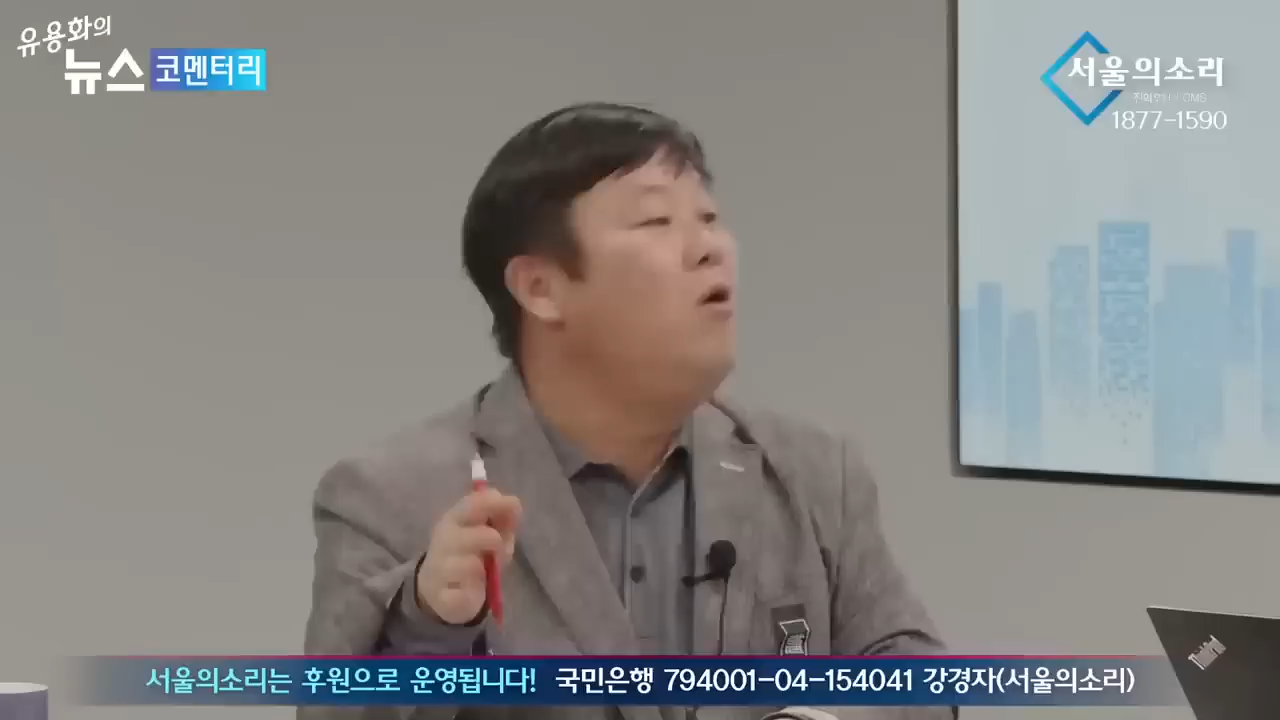 유용화의
뉴스 코멘터리
서울의소리
1877-1590
ThinkPad
서울의소리는 후원으로 운영됩니다! 국민은행 794001-04-154041 강경자(서울의소리)